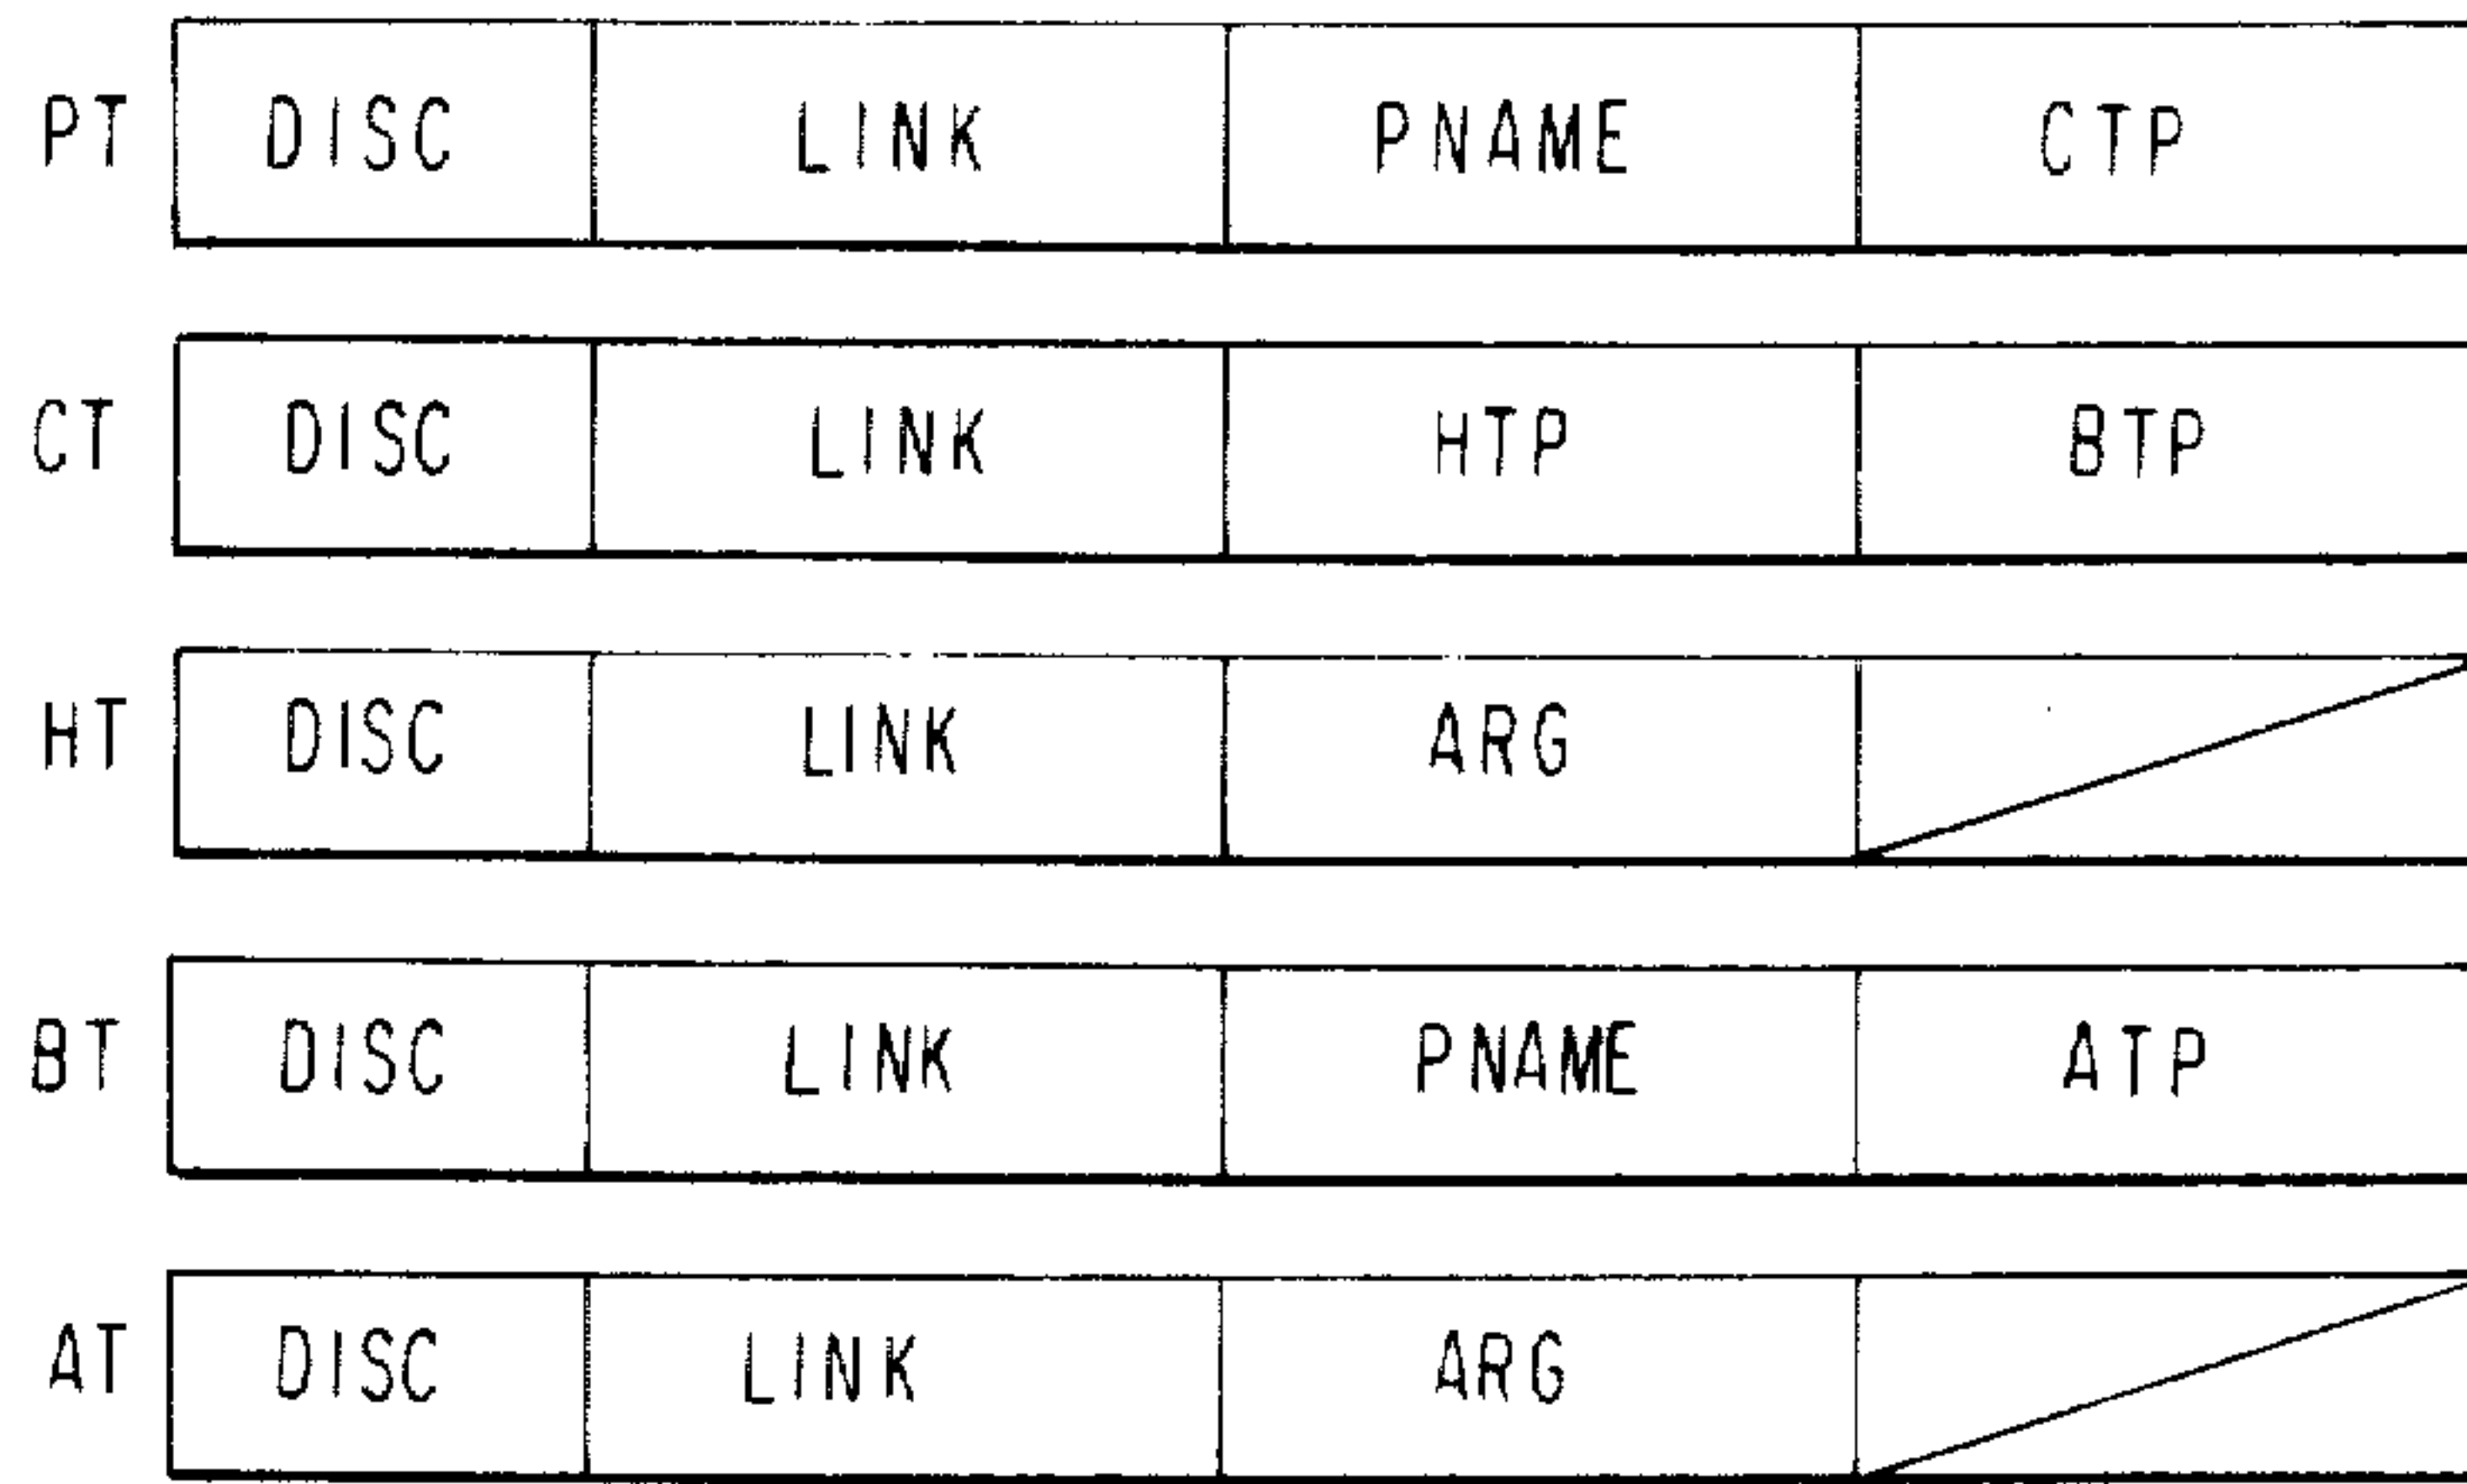 PT DISC LINK PNAME CTP
CT DISC LINK HTP BTP
HT DISC LINK ARG
BT DISC LINK PNAME ATP
AT DISC LINK ARG